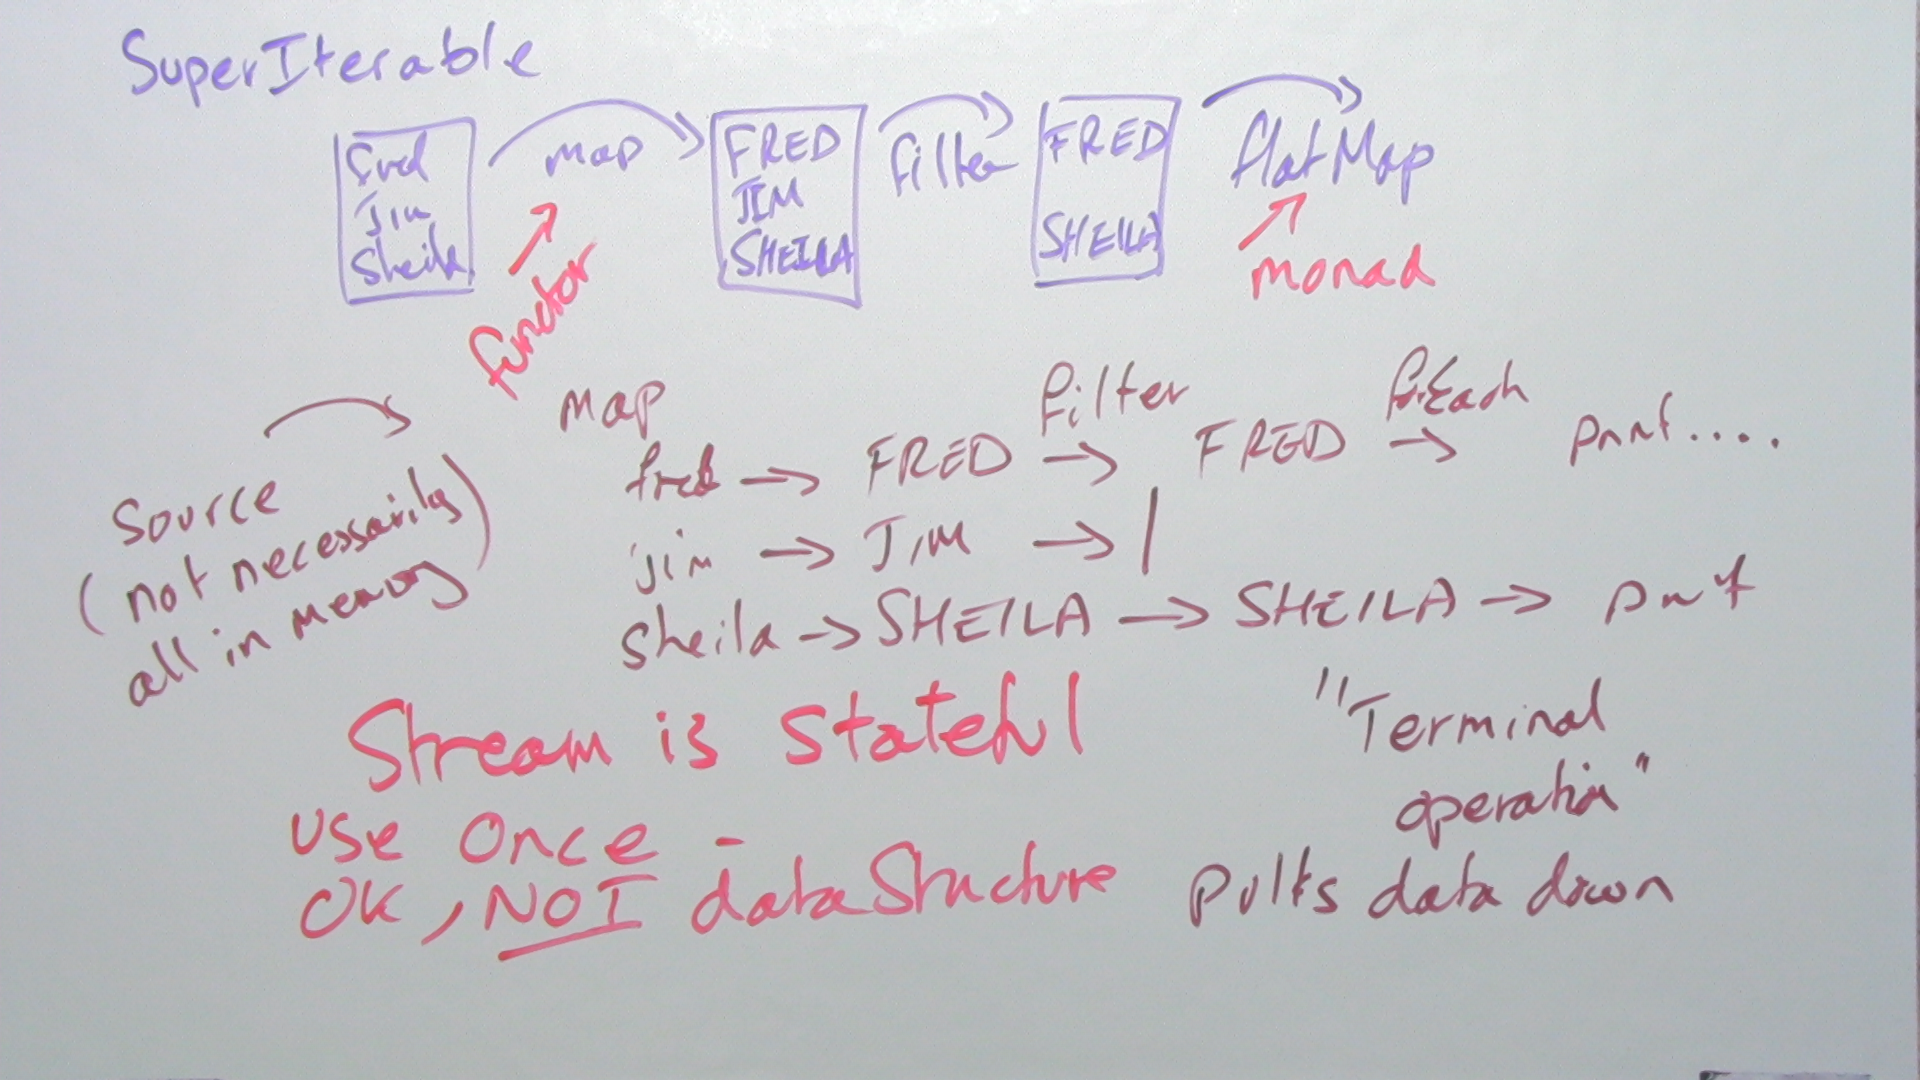 SuperIterable
Fred
Jim
Sheila
map
FRED
JIM
SHEILA
filter
FRED
SHEILA
flatMap
functor
monad
Source
(not necessarily)
all in memory
map
filter
forEach
fred → FRED → FRED → print....
jim → JIM → |
sheila → SHEILA → SHEILA → print
Stream is stateful
use once -
OK, NOT data structure
"Terminal
operation"
Pulls data down